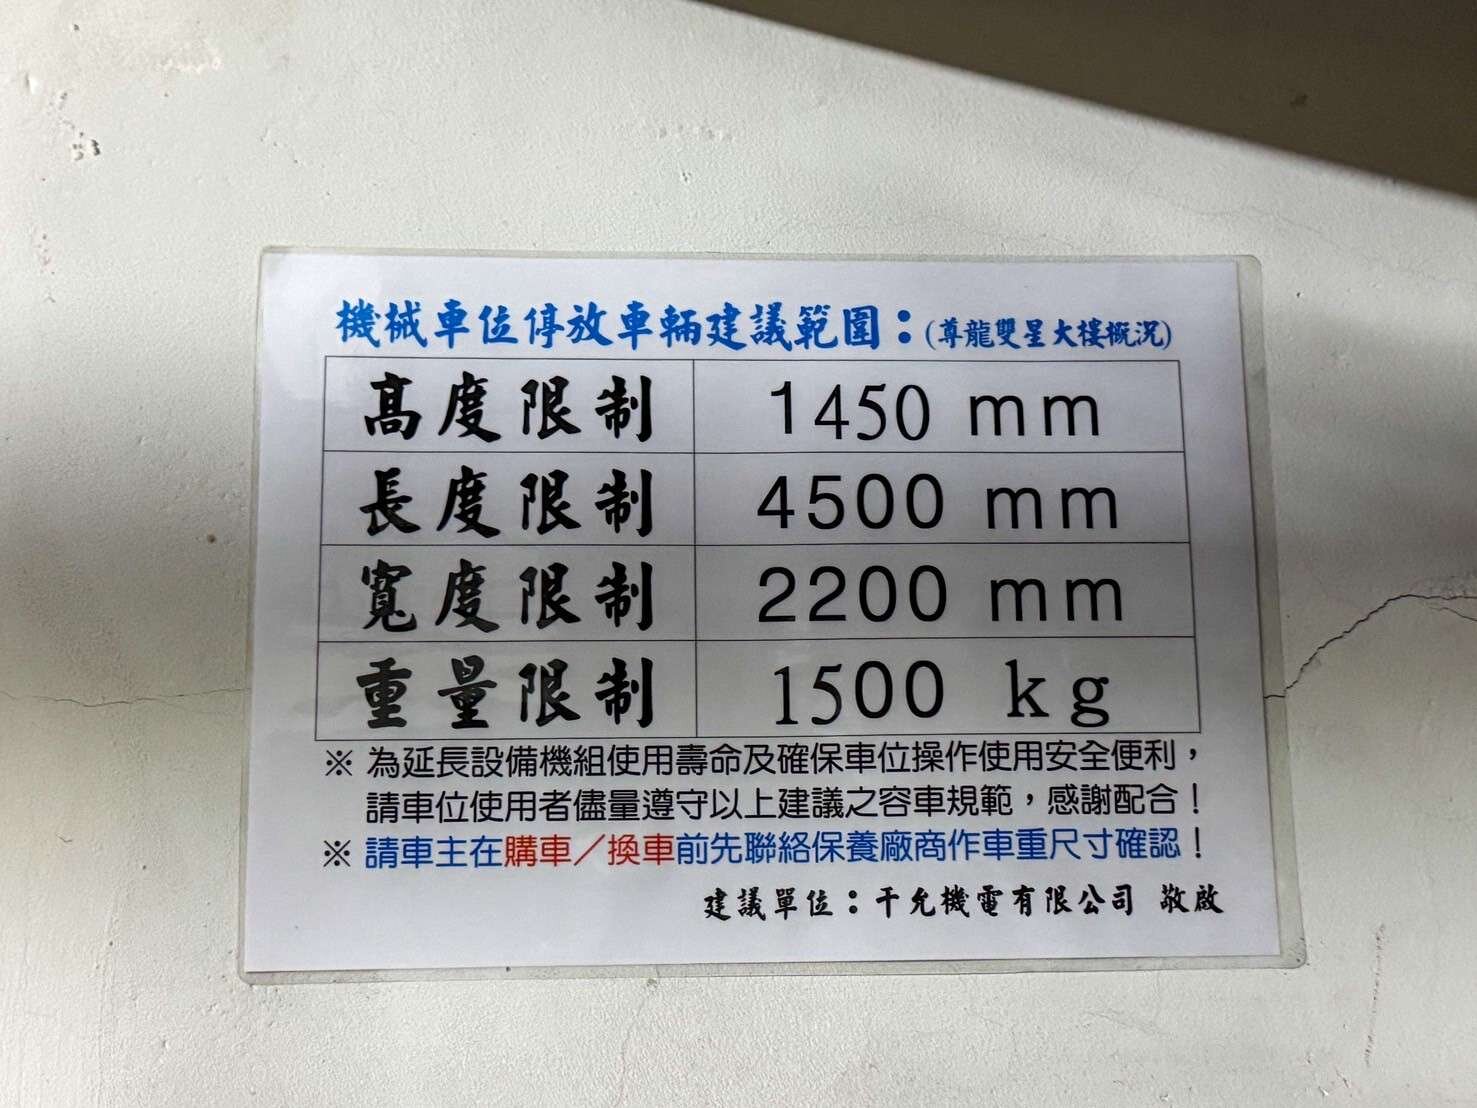 機械車位停放車輛建議範圍：(尊龍雙星大樓概況)
高度限制 1450 mm
長度限制 4500 mm
寬度限制 2200 mm
重量限制 1500 kg
※ 為延長設備機組使用壽命及確保車位操作使用安全便利，
請車位使用者儘量遵守以上建議之容車規範，感謝配合！
※ 請車主在購車／換車前先聯絡保養廠商作車重尺寸確認！
建議單位：千允機電有限公司 敬啟